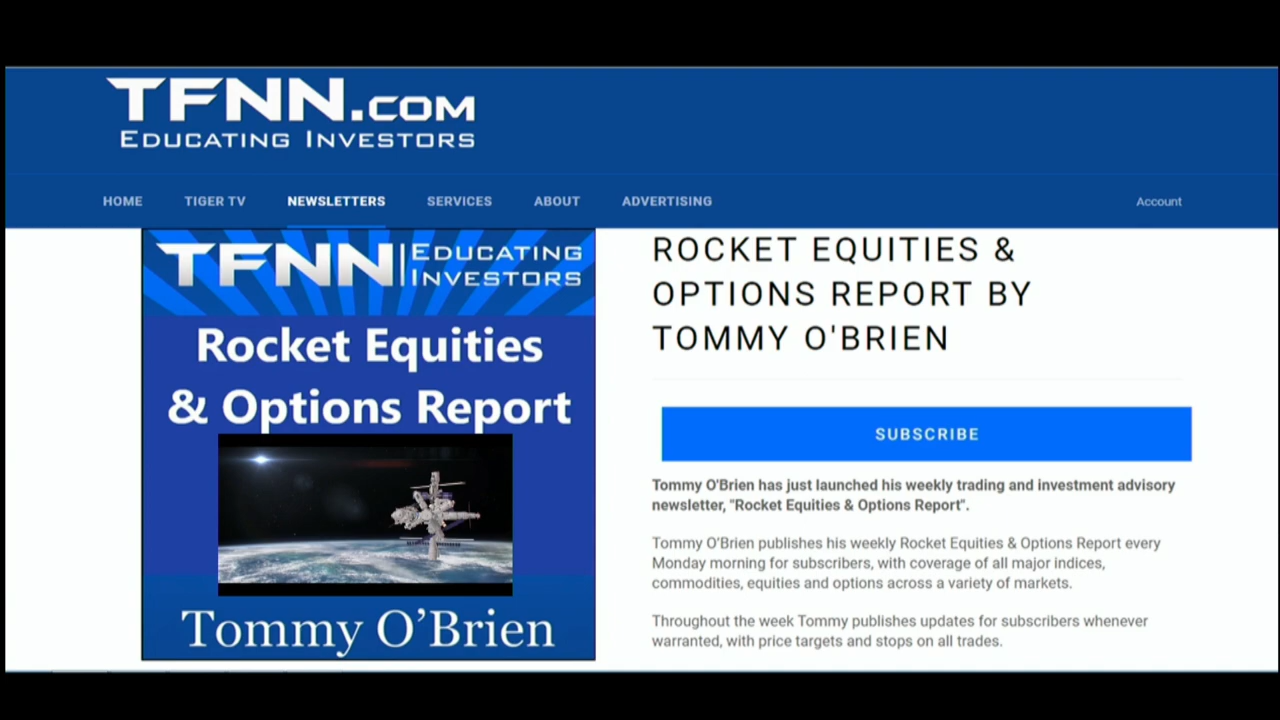 TFNN.COM
EDUCATING INVESTORS
HOME TIGER TV NEWSLETTERS SERVICES ABOUT ADVERTISING Account
TFNN | EDUCATING INVESTORS
Rocket Equities
& Options Report
Tommy O’Brien
ROCKET EQUITIES &
OPTIONS REPORT BY
TOMMY O'BRIEN
SUBSCRIBE
Tommy O'Brien has just launched his weekly trading and investment advisory
newsletter, "Rocket Equities & Options Report".
Tommy O'Brien publishes his weekly Rocket Equities & Options Report every
Monday morning for subscribers, with coverage of all major indices,
commodities, equities and options across a variety of markets.
Throughout the week Tommy publishes updates for subscribers whenever
warranted, with price targets and stops on all trades.